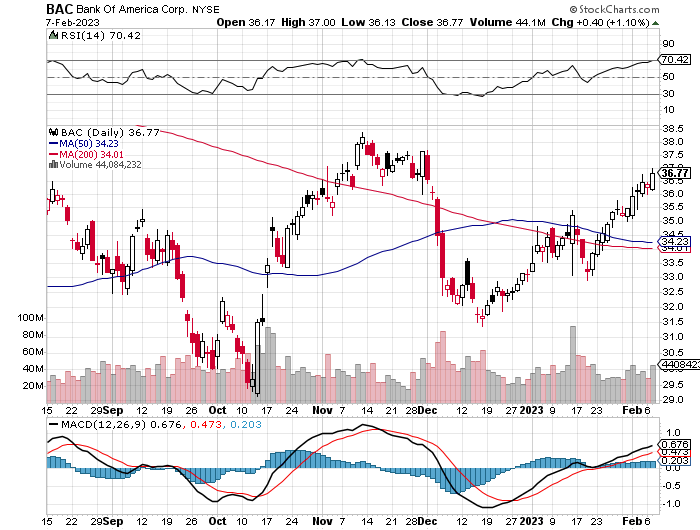 BAC Bank Of America Corp. NYSE © StockCharts.com
7-Feb-2023 Open 36.17 High 37.00 Low 36.13 Close 36.77 Volume 44.1M Chg +0.40 (+1.10%)
RSI(14) 70.42
90
70.42
50
30
10
BAC (Daily) 36.77
MA(50) 34.23
MA(200) 34.01
Volume 44,084,232
38.5
38.0
37.5
37.0
36.77
36.5
36.0
35.5
35.0
34.5
34.23
34.01
33.5
33.0
32.5
32.0
31.5
31.0
30.5
30.0
29.5
29.0
100M
80M
60M
40M
20M
4408423
15 22 29 Sep 12 19 26 Oct 10 17 24 Nov 7 14 21 28 Dec 12 19 27 2023 9 17 23 Feb 6
MACD(12,26,9) 0.676, 0.473, 0.203
1.0
0.676
0.473
0.203
0.0
-0.5
-1.0
15 22 29 Sep 12 19 26 Oct 10 17 24 Nov 7 14 21 28 Dec 12 19 27 2023 9 17 23 Feb 6